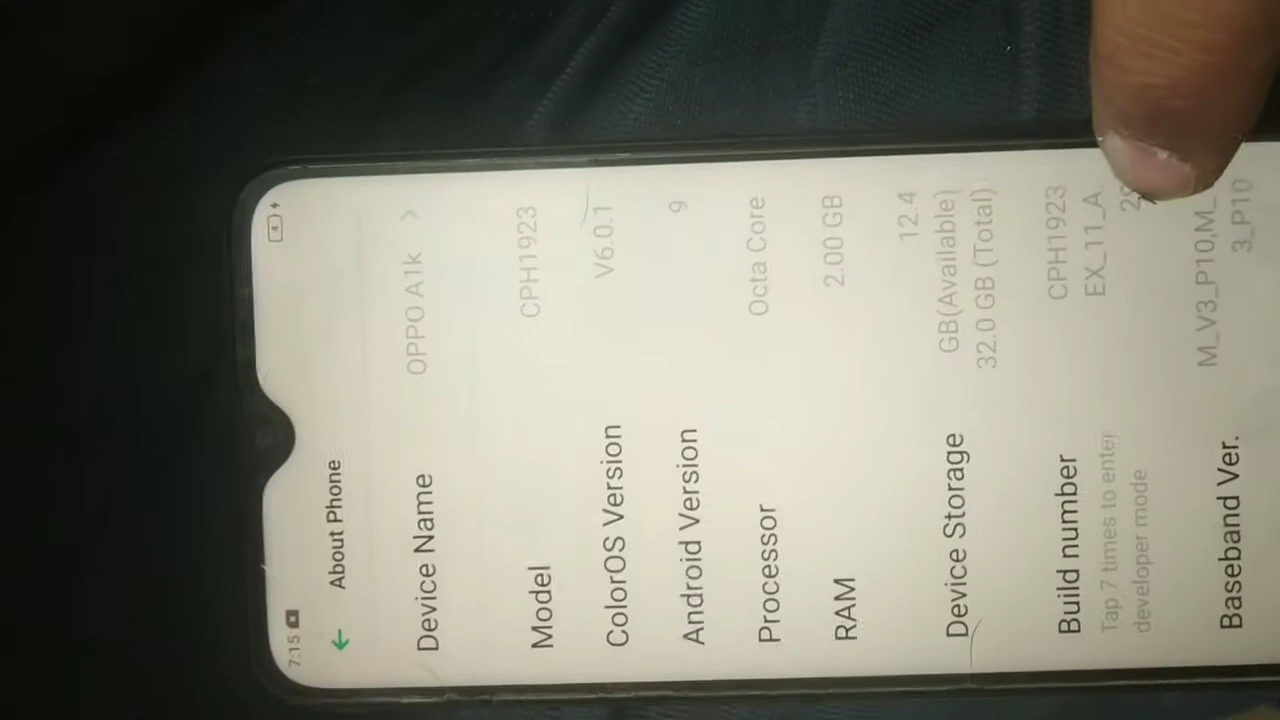 7:15
About Phone
Device Name OPPO A1k
Model CPH1923
ColorOS Version V6.0.1
Android Version 9
Processor Octa Core
RAM 2.00 GB
Device Storage 12.4
GB(Available)
32.0 GB (Total)
Build number CPH1923
EX_11_A.
Tap 7 times to enter
developer mode
Baseband Ver. M_V3_P10,M_
3_P10